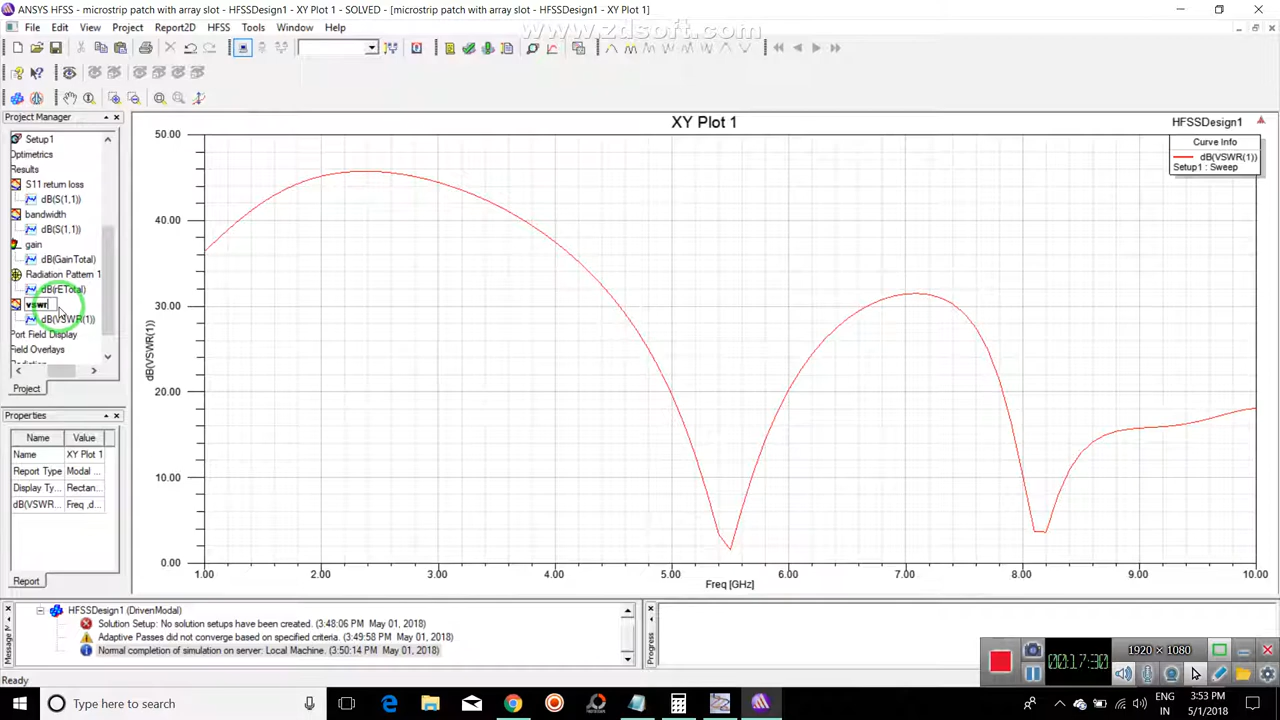 ANSYS HFSS - microstrip patch with array slot - HFSSDesign1 - XY Plot 1 - SOLVED - [microstrip patch with array slot - HFSSDesign1 - XY Plot 1]
File Edit View Project Report2D HFSS Tools Window Help
www.zdsoft.com
Project Manager
Setup1
Optimetrics
Results
S11 return loss
dB(S(1,1))
bandwidth
dB(S(1,1))
gain
dB(GainTotal)
Radiation Pattern 1
dB(rETotal)
vswr
dB(VSWR(1))
Port Field Display
Field Overlays
Project
Properties
Name Value
Name XY Plot 1
Report Type Modal ...
Display Ty... Rectan...
dB(VSWR... Freq ,d...
Report
XY Plot 1
HFSSDesign1
Curve Info
dB(VSWR(1))
Setup1 : Sweep
50.00
40.00
30.00
20.00
10.00
0.00
dB(VSWR(1))
1.00 2.00 3.00 4.00 5.00 6.00 7.00 8.00 9.00 10.00
Freq [GHz]
HFSSDesign1 (DrivenModal)
Solution Setup: No solution setups have been created. (3:48:06 PM May 01, 2018)
Adaptive Passes did not converge based on specified criteria. (3:49:58 PM May 01, 2018)
Normal completion of simulation on server: Local Machine. (3:50:14 PM May 01, 2018)
Progress
Ready
1920 × 1080
00:17:30
Type here to search
ENG
IN
3:53 PM
5/1/2018